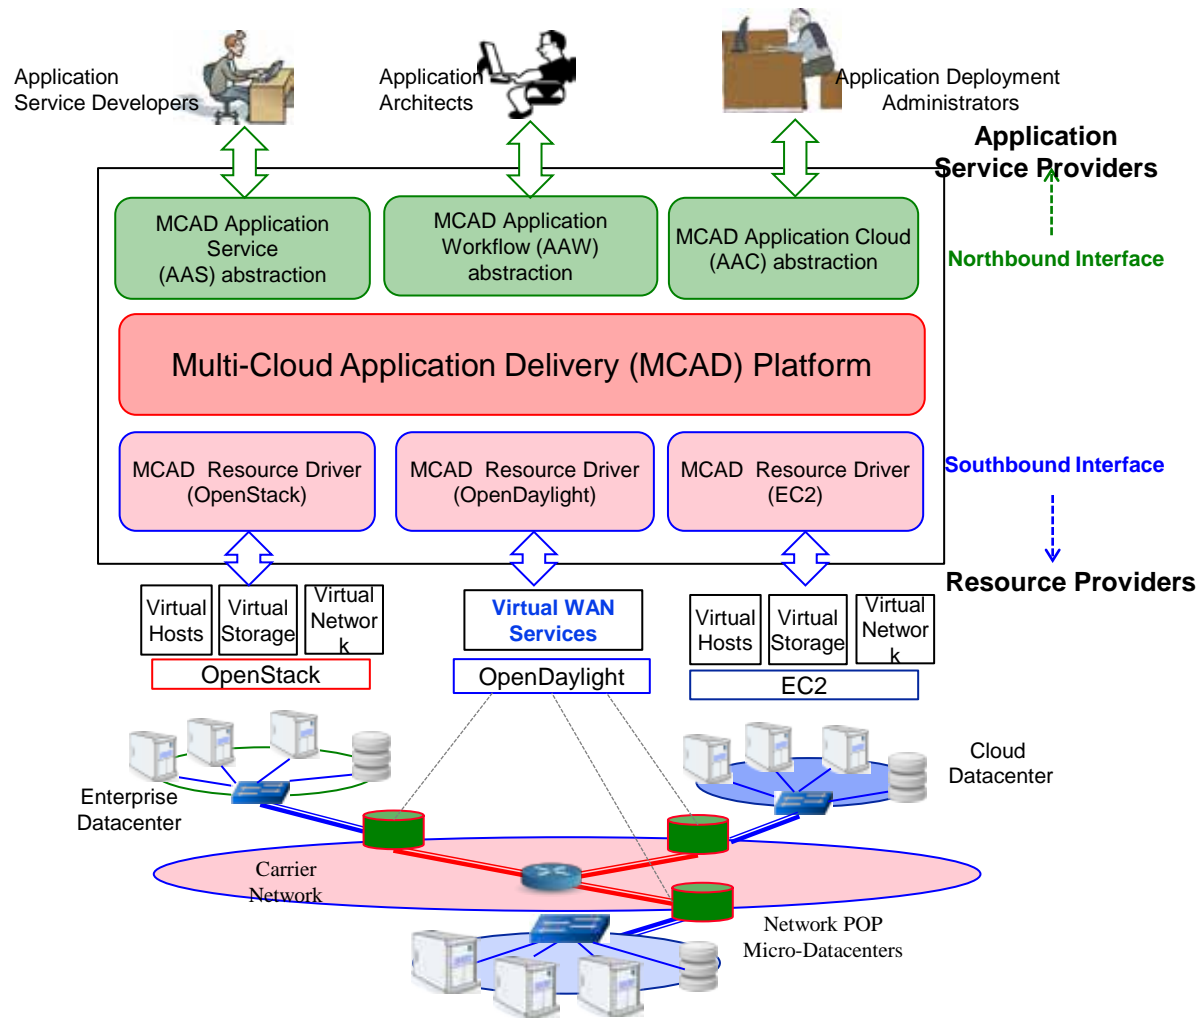 Application
Service Developers
Application
Architects
Application Deployment
Administrators
Application
Service Providers
MCAD Application
Service
(AAS) abstraction
MCAD Application
Workflow (AAW)
abstraction
MCAD Application Cloud
(AAC) abstraction
Northbound Interface
Multi-Cloud Application Delivery (MCAD) Platform
MCAD Resource Driver
(OpenStack)
MCAD Resource Driver
(OpenDaylight)
MCAD Resource Driver
(EC2)
Southbound Interface
Resource Providers
Virtual
Hosts
Virtual
Storage
Virtual
Networ
k
OpenStack
Virtual WAN
Services
OpenDaylight
Virtual
Hosts
Virtual
Storage
Virtual
Networ
k
EC2
Enterprise
Datacenter
Cloud
Datacenter
Carrier
Network
Network POP
Micro-Datacenters